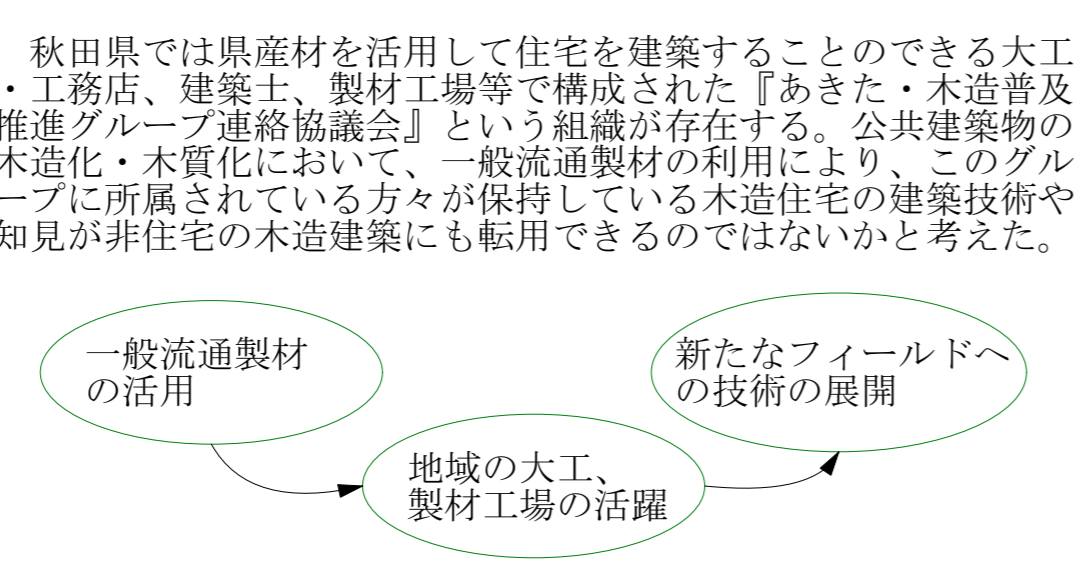 秋田県では県産材を活用して住宅を建築することのできる大工
・工務店、建築士、製材工場等で構成された『あきた・木造普及
推進グループ連絡協議会』という組織が存在する。公共建築物の
木造化・木質化において、一般流通製材の利用により、このグル
ープに所属されている方々が保持している木造住宅の建築技術や
知見が非住宅の木造建築にも転用できるのではないかと考えた。
一般流通製材
の活用
地域の大工、
製材工場の活躍
新たなフィールドへ
の技術の展開